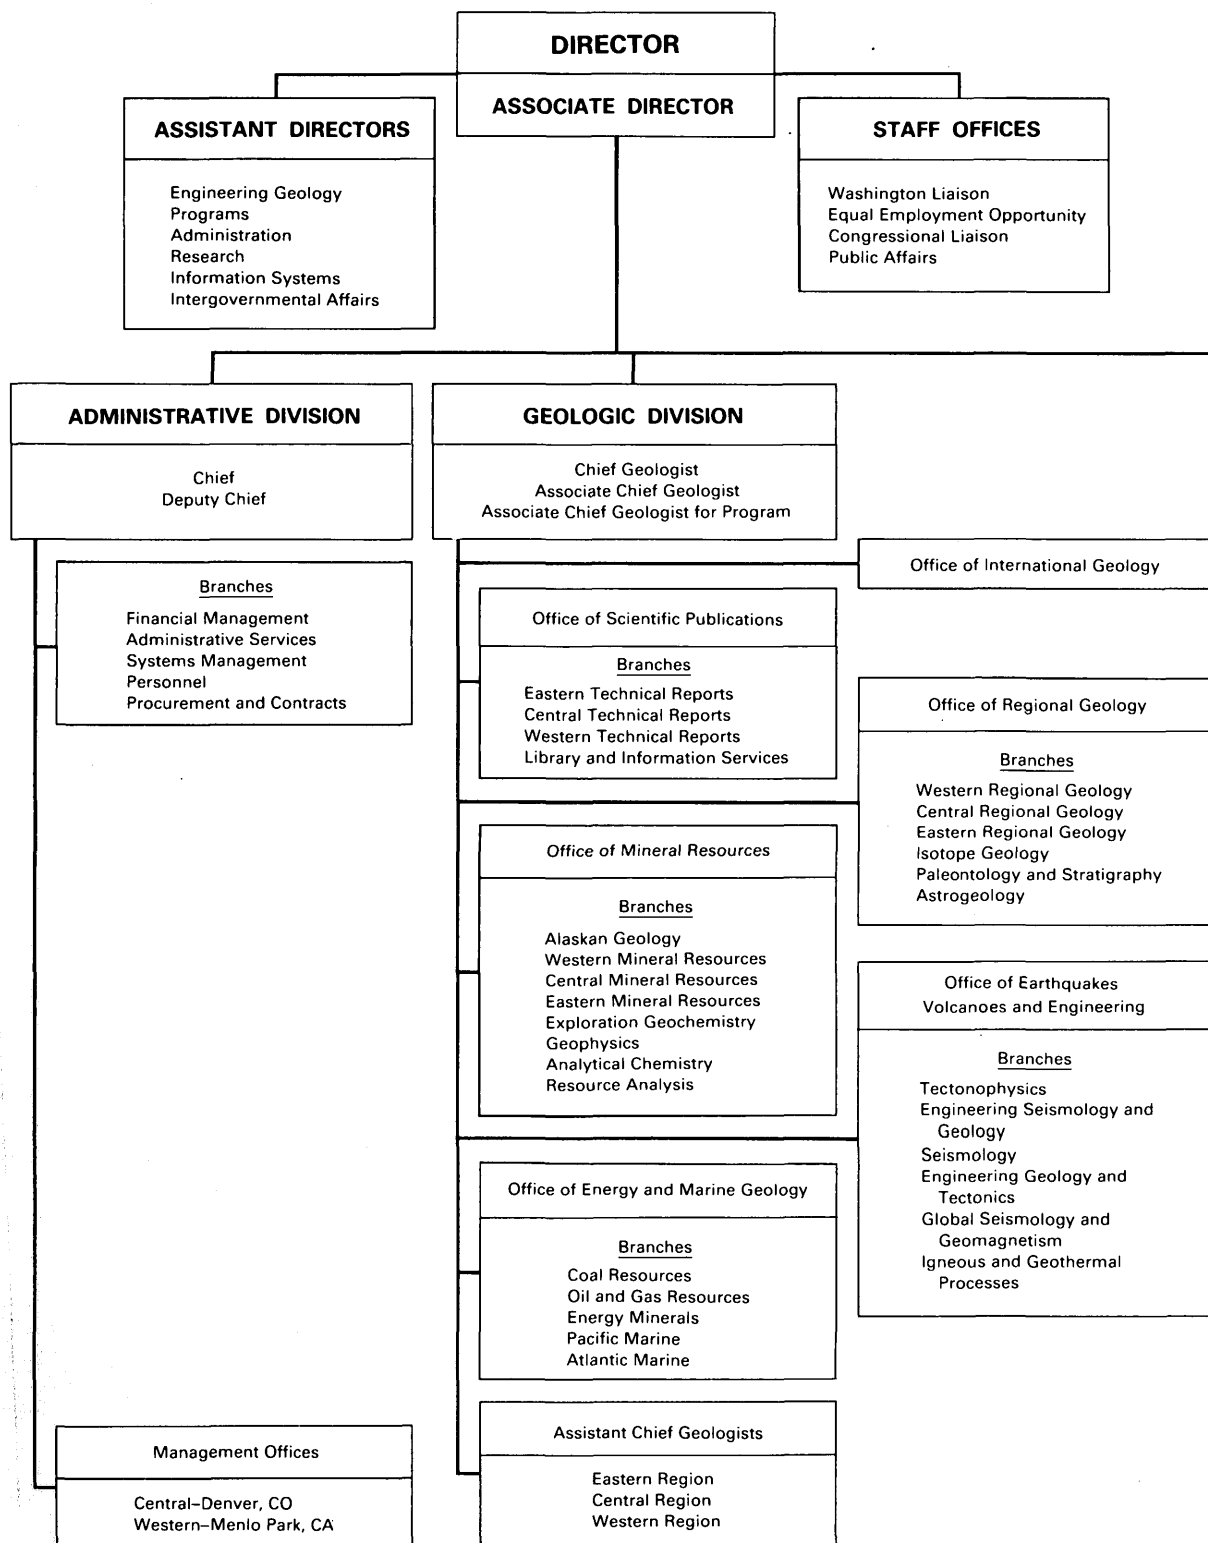 DIRECTOR
ASSOCIATE DIRECTOR
ASSISTANT DIRECTORS
Engineering Geology
Programs
Administration
Research
Information Systems
Intergovernmental Affairs
STAFF OFFICES
Washington Liaison
Equal Employment Opportunity
Congressional Liaison
Public Affairs
ADMINISTRATIVE DIVISION
Chief
Deputy Chief
Branches
Financial Management
Administrative Services
Systems Management
Personnel
Procurement and Contracts
Management Offices
Central–Denver, CO
Western–Menlo Park, CA
GEOLOGIC DIVISION
Chief Geologist
Associate Chief Geologist
Associate Chief Geologist for Program
Office of International Geology
Office of Scientific Publications
Branches
Eastern Technical Reports
Central Technical Reports
Western Technical Reports
Library and Information Services
Office of Regional Geology
Branches
Western Regional Geology
Central Regional Geology
Eastern Regional Geology
Isotope Geology
Paleontology and Stratigraphy
Astrogeology
Office of Mineral Resources
Branches
Alaskan Geology
Western Mineral Resources
Central Mineral Resources
Eastern Mineral Resources
Exploration Geochemistry
Geophysics
Analytical Chemistry
Resource Analysis
Office of Earthquakes
Volcanoes and Engineering
Branches
Tectonophysics
Engineering Seismology and
Geology
Seismology
Engineering Geology and
Tectonics
Global Seismology and
Geomagnetism
Igneous and Geothermal
Processes
Office of Energy and Marine Geology
Branches
Coal Resources
Oil and Gas Resources
Energy Minerals
Pacific Marine
Atlantic Marine
Assistant Chief Geologists
Eastern Region
Central Region
Western Region